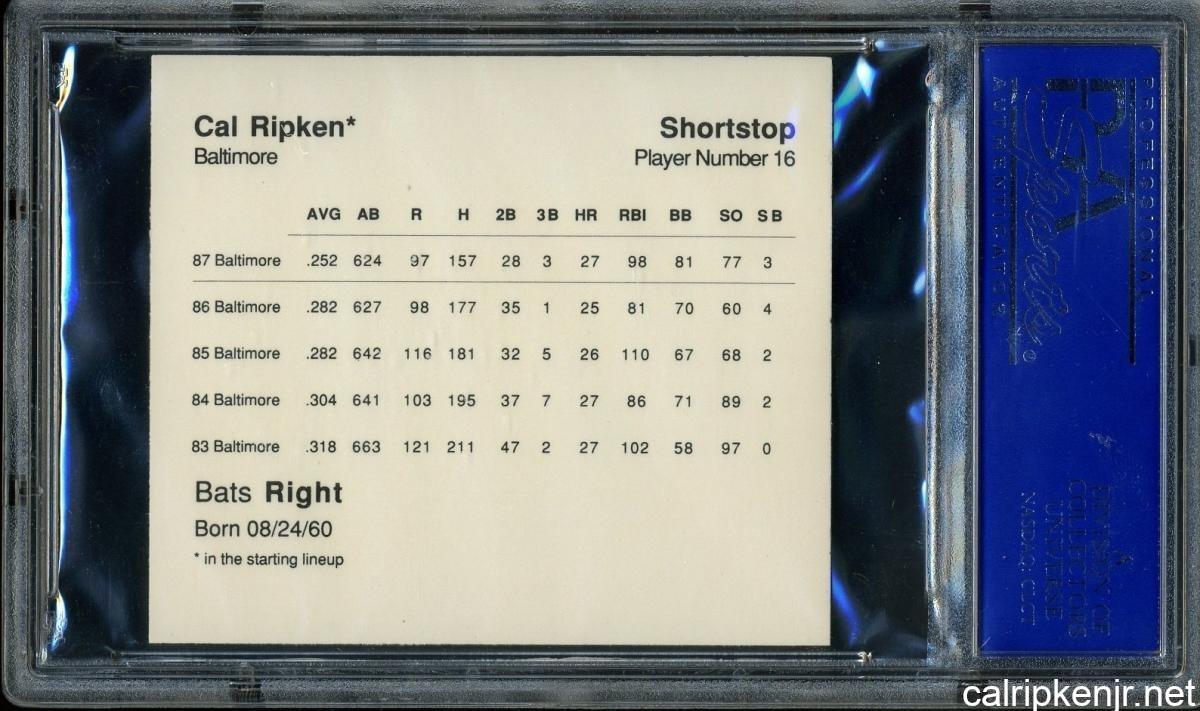 Cal Ripken* Shortstop
Baltimore Player Number 16
AVG AB R H 2B 3B HR RBI BB SO SB
87 Baltimore .252 624 97 157 28 3 27 98 81 77 3
86 Baltimore .282 627 98 177 35 1 25 81 70 60 4
85 Baltimore .282 642 116 181 32 5 26 110 67 68 2
84 Baltimore .304 641 103 195 37 7 27 86 71 89 2
83 Baltimore .318 663 121 211 47 2 27 102 58 97 0
Bats Right
Born 08/24/60
* in the starting lineup
PROFESSIONAL
PSA
Sports
AUTHENTICATOR
®
A DIVISION OF
COLLECTORS
UNIVERSE
NASDAQ: CLCT
calripkenjr.net